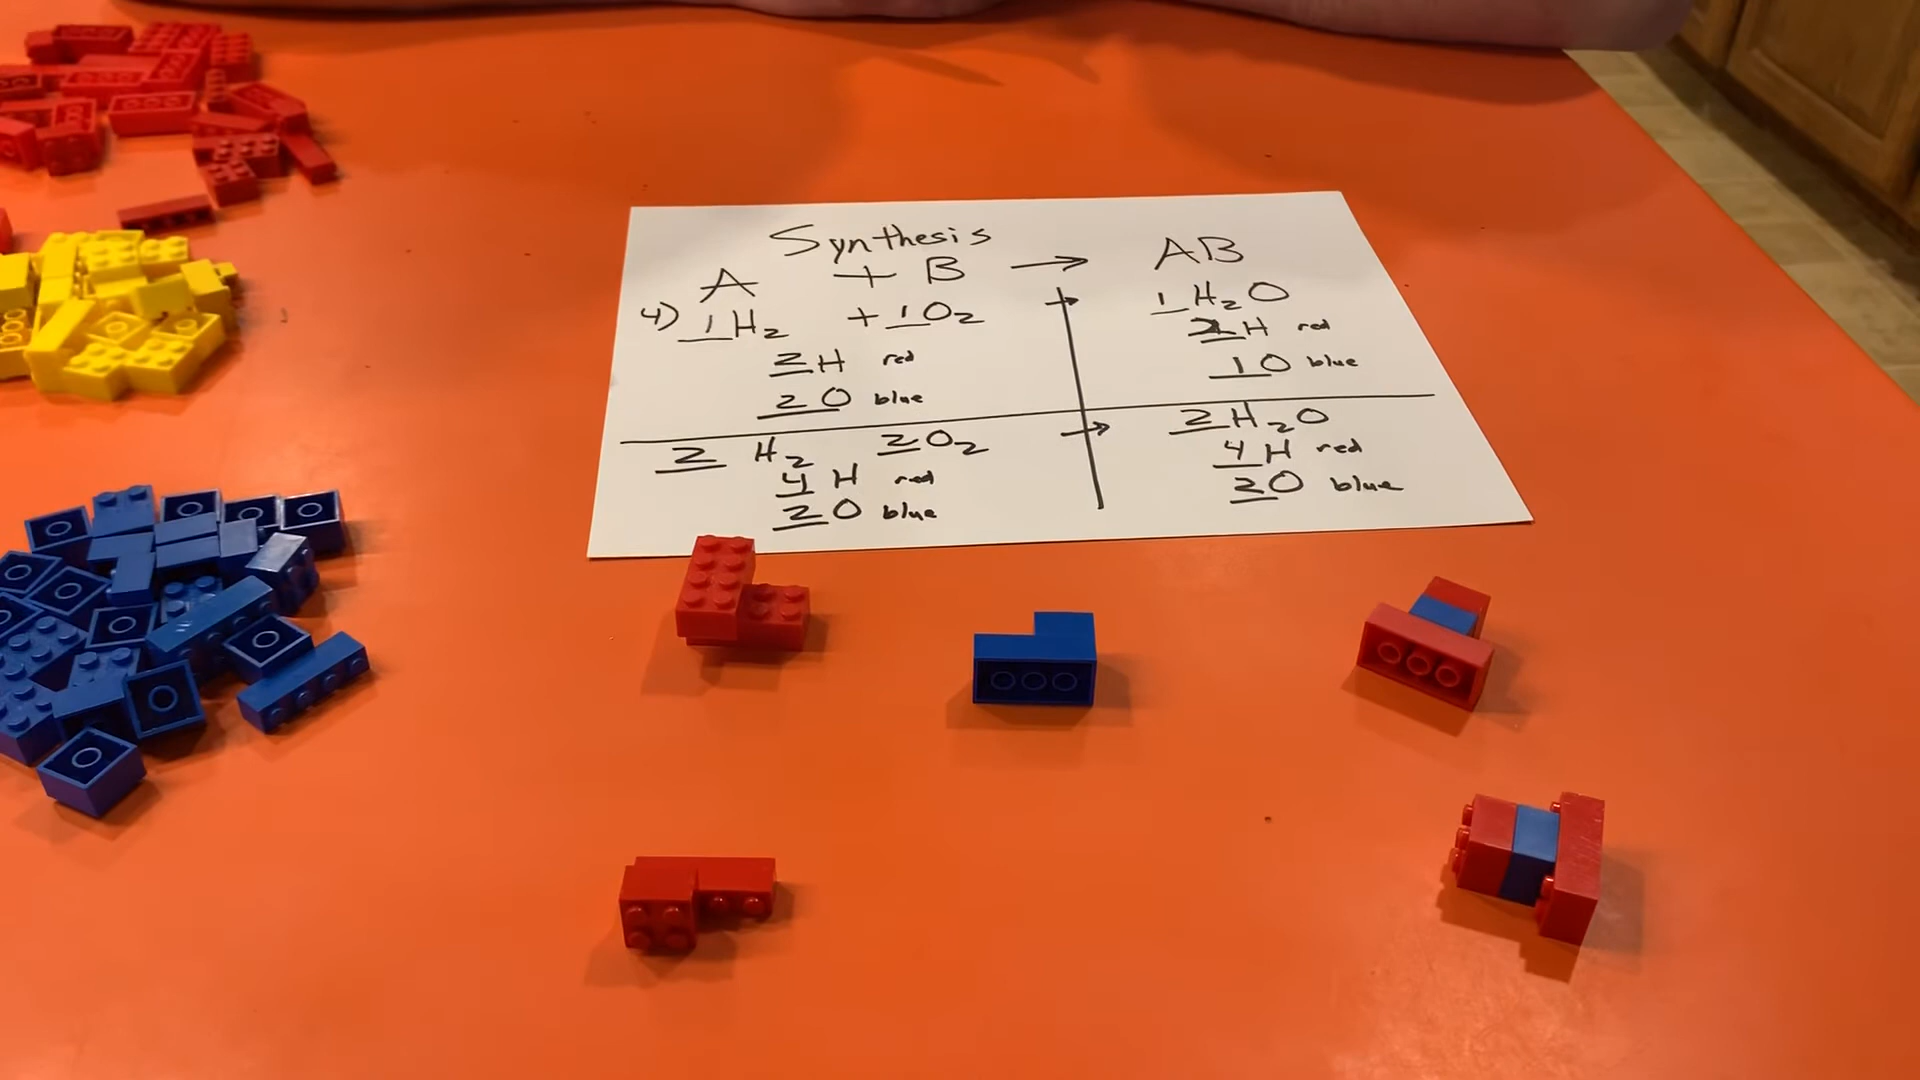 Synthesis
A + B → AB
4) 1 H2 + 1 O2 → 1 H2O
2 H red 2 H red
2 O blue 1 O blue
2 H2 2 O2 → 2 H2O
4 H red 4 H red
2 O blue 2 O blue